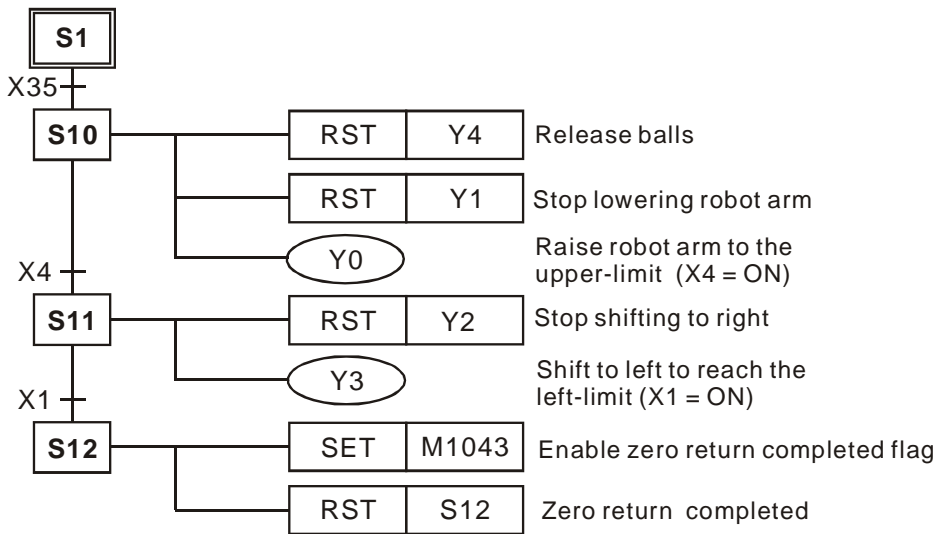 S1
X35
S10 RST Y4 Release balls
RST Y1 Stop lowering robot arm
Y0 Raise robot arm to the
upper-limit (X4 = ON)
X4
S11 RST Y2 Stop shifting to right
Y3 Shift to left to reach the
left-limit (X1 = ON)
X1
S12 SET M1043 Enable zero return completed flag
RST S12 Zero return completed